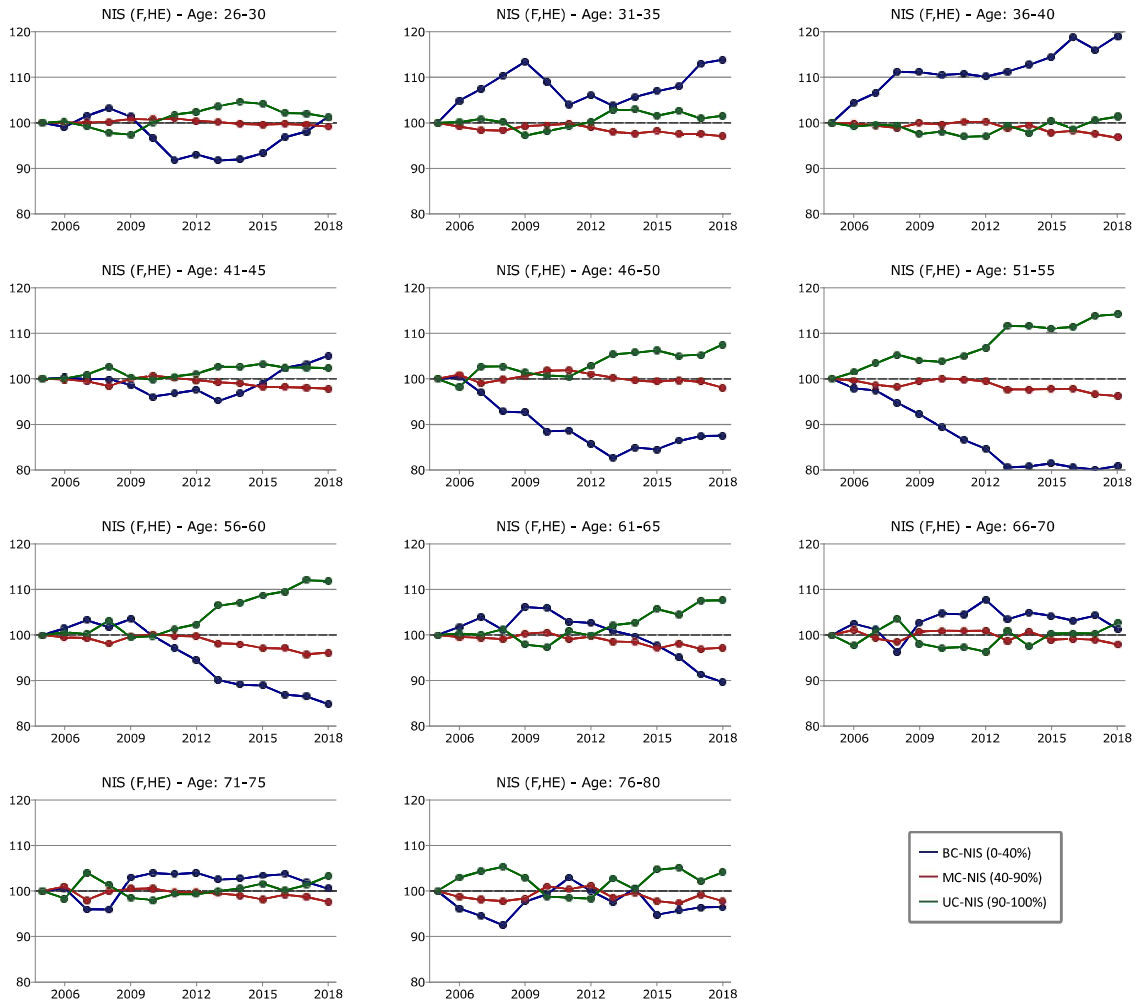 NIS (F,HE) - Age: 26-30
120
110
100
90
80
2006 2009 2012 2015 2018
NIS (F,HE) - Age: 31-35
120
110
100
90
80
2006 2009 2012 2015 2018
NIS (F,HE) - Age: 36-40
120
110
100
90
80
2006 2009 2012 2015 2018
NIS (F,HE) - Age: 41-45
120
110
100
90
80
2006 2009 2012 2015 2018
NIS (F,HE) - Age: 46-50
120
110
100
90
80
2006 2009 2012 2015 2018
NIS (F,HE) - Age: 51-55
120
110
100
90
80
2006 2009 2012 2015 2018
NIS (F,HE) - Age: 56-60
120
110
100
90
80
2006 2009 2012 2015 2018
NIS (F,HE) - Age: 61-65
120
110
100
90
80
2006 2009 2012 2015 2018
NIS (F,HE) - Age: 66-70
120
110
100
90
80
2006 2009 2012 2015 2018
NIS (F,HE) - Age: 71-75
120
110
100
90
80
2006 2009 2012 2015 2018
NIS (F,HE) - Age: 76-80
120
110
100
90
80
2006 2009 2012 2015 2018
BC-NIS (0-40%)
MC-NIS (40-90%)
UC-NIS (90-100%)